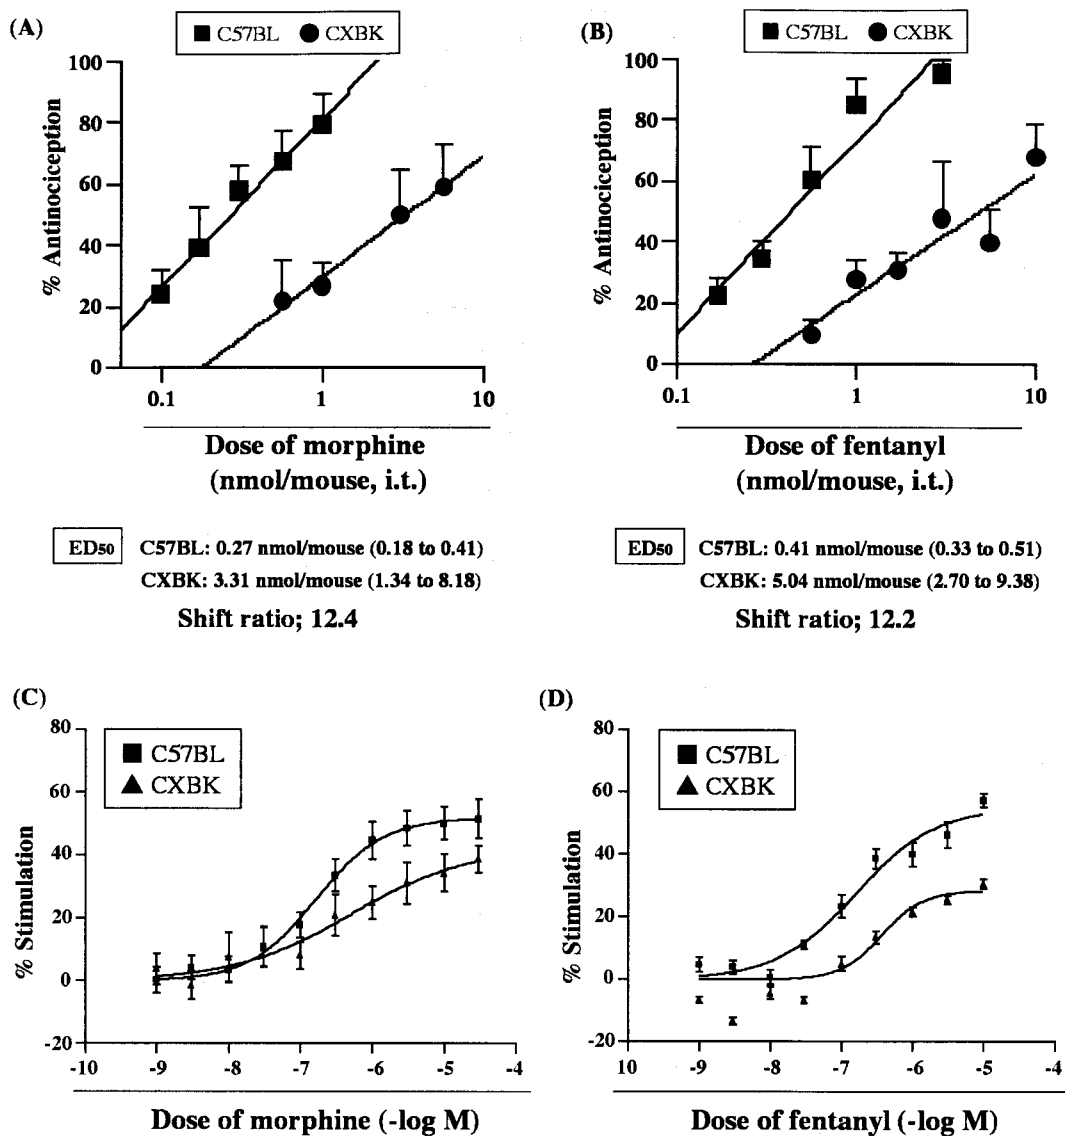 (A)
C57BL CXBK
% Antinociception
100
80
60
40
20
0
0.1 1 10
Dose of morphine
(nmol/mouse, i.t.)
ED50 C57BL: 0.27 nmol/mouse (0.18 to 0.41)
CXBK: 3.31 nmol/mouse (1.34 to 8.18)
Shift ratio; 12.4
(B)
C57BL CXBK
% Antinociception
100
80
60
40
20
0
0.1 1 10
Dose of fentanyl
(nmol/mouse, i.t.)
ED50 C57BL: 0.41 nmol/mouse (0.33 to 0.51)
CXBK: 5.04 nmol/mouse (2.70 to 9.38)
Shift ratio; 12.2
(C)
C57BL
CXBK
% Stimulation
80
60
40
20
0
-20
-10 -9 -8 -7 -6 -5 -4
Dose of morphine (-log M)
(D)
C57BL
CXBK
% Stimulation
80
60
40
20
0
-20
10 -9 -8 -7 -6 -5 -4
Dose of fentanyl (-log M)